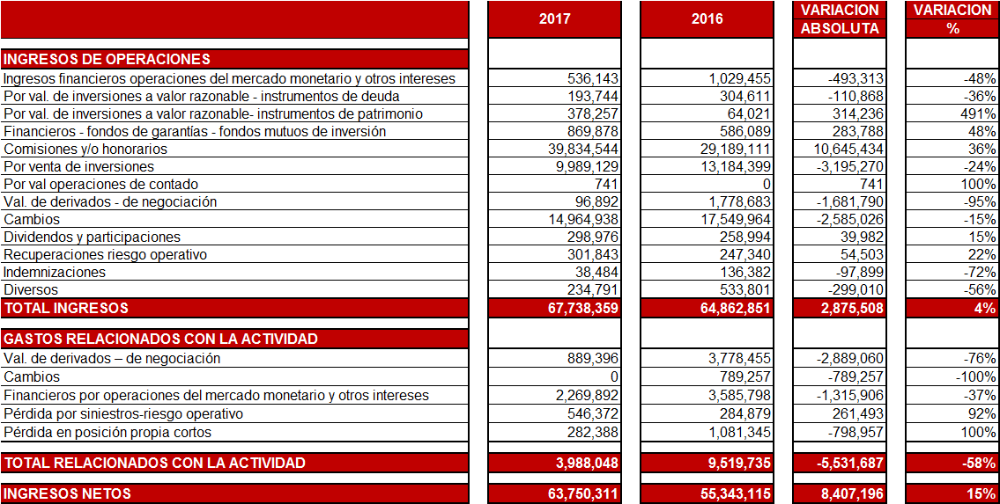 2017 2016 VARIACION ABSOLUTA VARIACION %
INGRESOS DE OPERACIONES
Ingresos financieros operaciones del mercado monetario y otros intereses 536,143 1,029,455 -493,313 -48%
Por val. de inversiones a valor razonable - instrumentos de deuda 193,744 304,611 -110,868 -36%
Por val. de inversiones a valor razonable- instrumentos de patrimonio 378,257 64,021 314,236 491%
Financieros - fondos de garantías - fondos mutuos de inversión 869,878 586,089 283,788 48%
Comisiones y/o honorarios 39,834,544 29,189,111 10,645,434 36%
Por venta de inversiones 9,989,129 13,184,399 -3,195,270 -24%
Por val operaciones de contado 741 0 741 100%
Val. de derivados - de negociación 96,892 1,778,683 -1,681,790 -95%
Cambios 14,964,938 17,549,964 -2,585,026 -15%
Dividendos y participaciones 298,976 258,994 39,982 15%
Recuperaciones riesgo operativo 301,843 247,340 54,503 22%
Indemnizaciones 38,484 136,382 -97,899 -72%
Diversos 234,791 533,801 -299,010 -56%
TOTAL INGRESOS 67,738,359 64,862,851 2,875,508 4%
GASTOS RELACIONADOS CON LA ACTIVIDAD
Val. de derivados – de negociación 889,396 3,778,455 -2,889,060 -76%
Cambios 0 789,257 -789,257 -100%
Financieros por operaciones del mercado monetario y otros intereses 2,269,892 3,585,798 -1,315,906 -37%
Pérdida por siniestros-riesgo operativo 546,372 284,879 261,493 92%
Pérdida en posición propia cortos 282,388 1,081,345 -798,957 100%
TOTAL RELACIONADOS CON LA ACTIVIDAD 3,988,048 9,519,735 -5,531,687 -58%
INGRESOS NETOS 63,750,311 55,343,115 8,407,196 15%